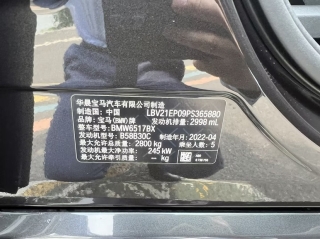 华晨宝马汽车有限公司 制造
制造国: 中国 LBV21EP09PS365880
品牌: 宝马(BMW)牌 发动机排量: 2998 mL
整车型号: BMW6517BX
发动机型号: B58B30C 制造年月: 2022-04
最大允许总质量: 2800 kg 乘坐人数: 5
发动机最大净功率: 245 kW
最大允许牵引质量: -- kg